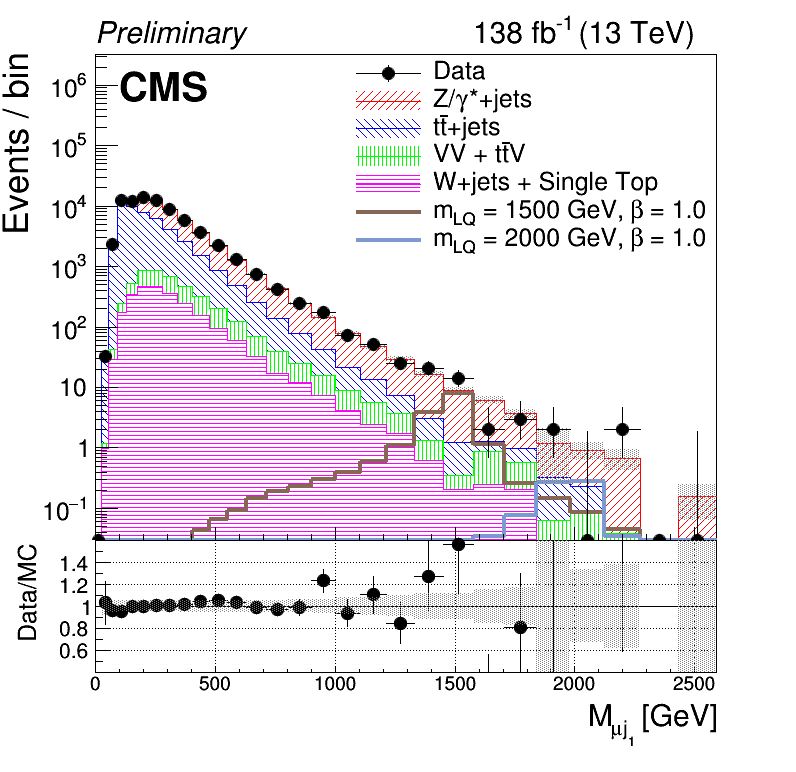 Preliminary 138 fb⁻¹ (13 TeV)
CMS
Data
Z/γ*+jets
tt̄+jets
VV + tt̄V
W+jets + Single Top
m_LQ = 1500 GeV, β = 1.0
m_LQ = 2000 GeV, β = 1.0
Events / bin
10⁶
10⁵
10⁴
10³
10²
10
1
10⁻¹
Data/MC
1.4
1.2
1
0.8
0.6
0 500 1000 1500 2000 2500
M_μj₁ [GeV]